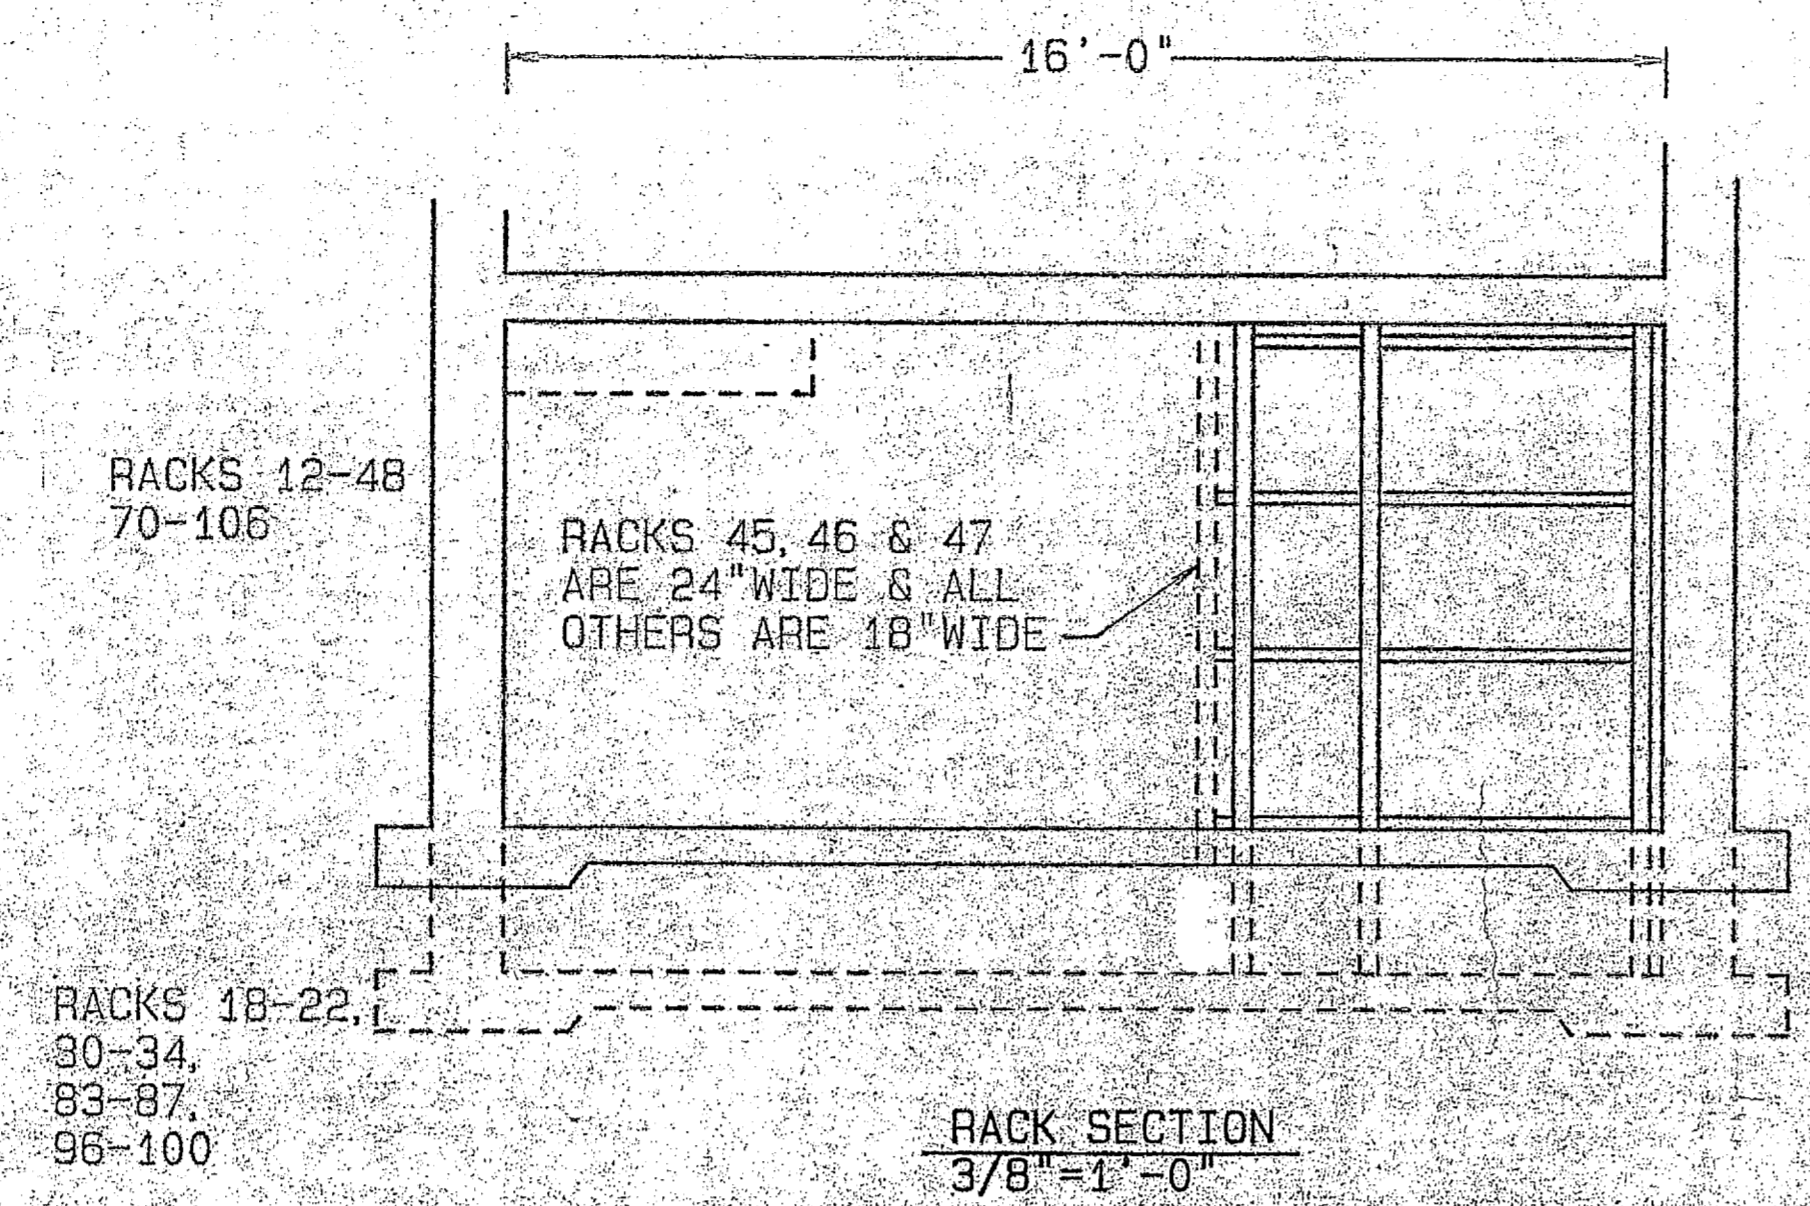 16'-0"
RACKS 12-48
70-106
RACKS 45, 46 & 47
ARE 24"WIDE & ALL
OTHERS ARE 18"WIDE
RACKS 18-22,
30-34,
83-87,
96-100
RACK SECTION
3/8"=1'-0"